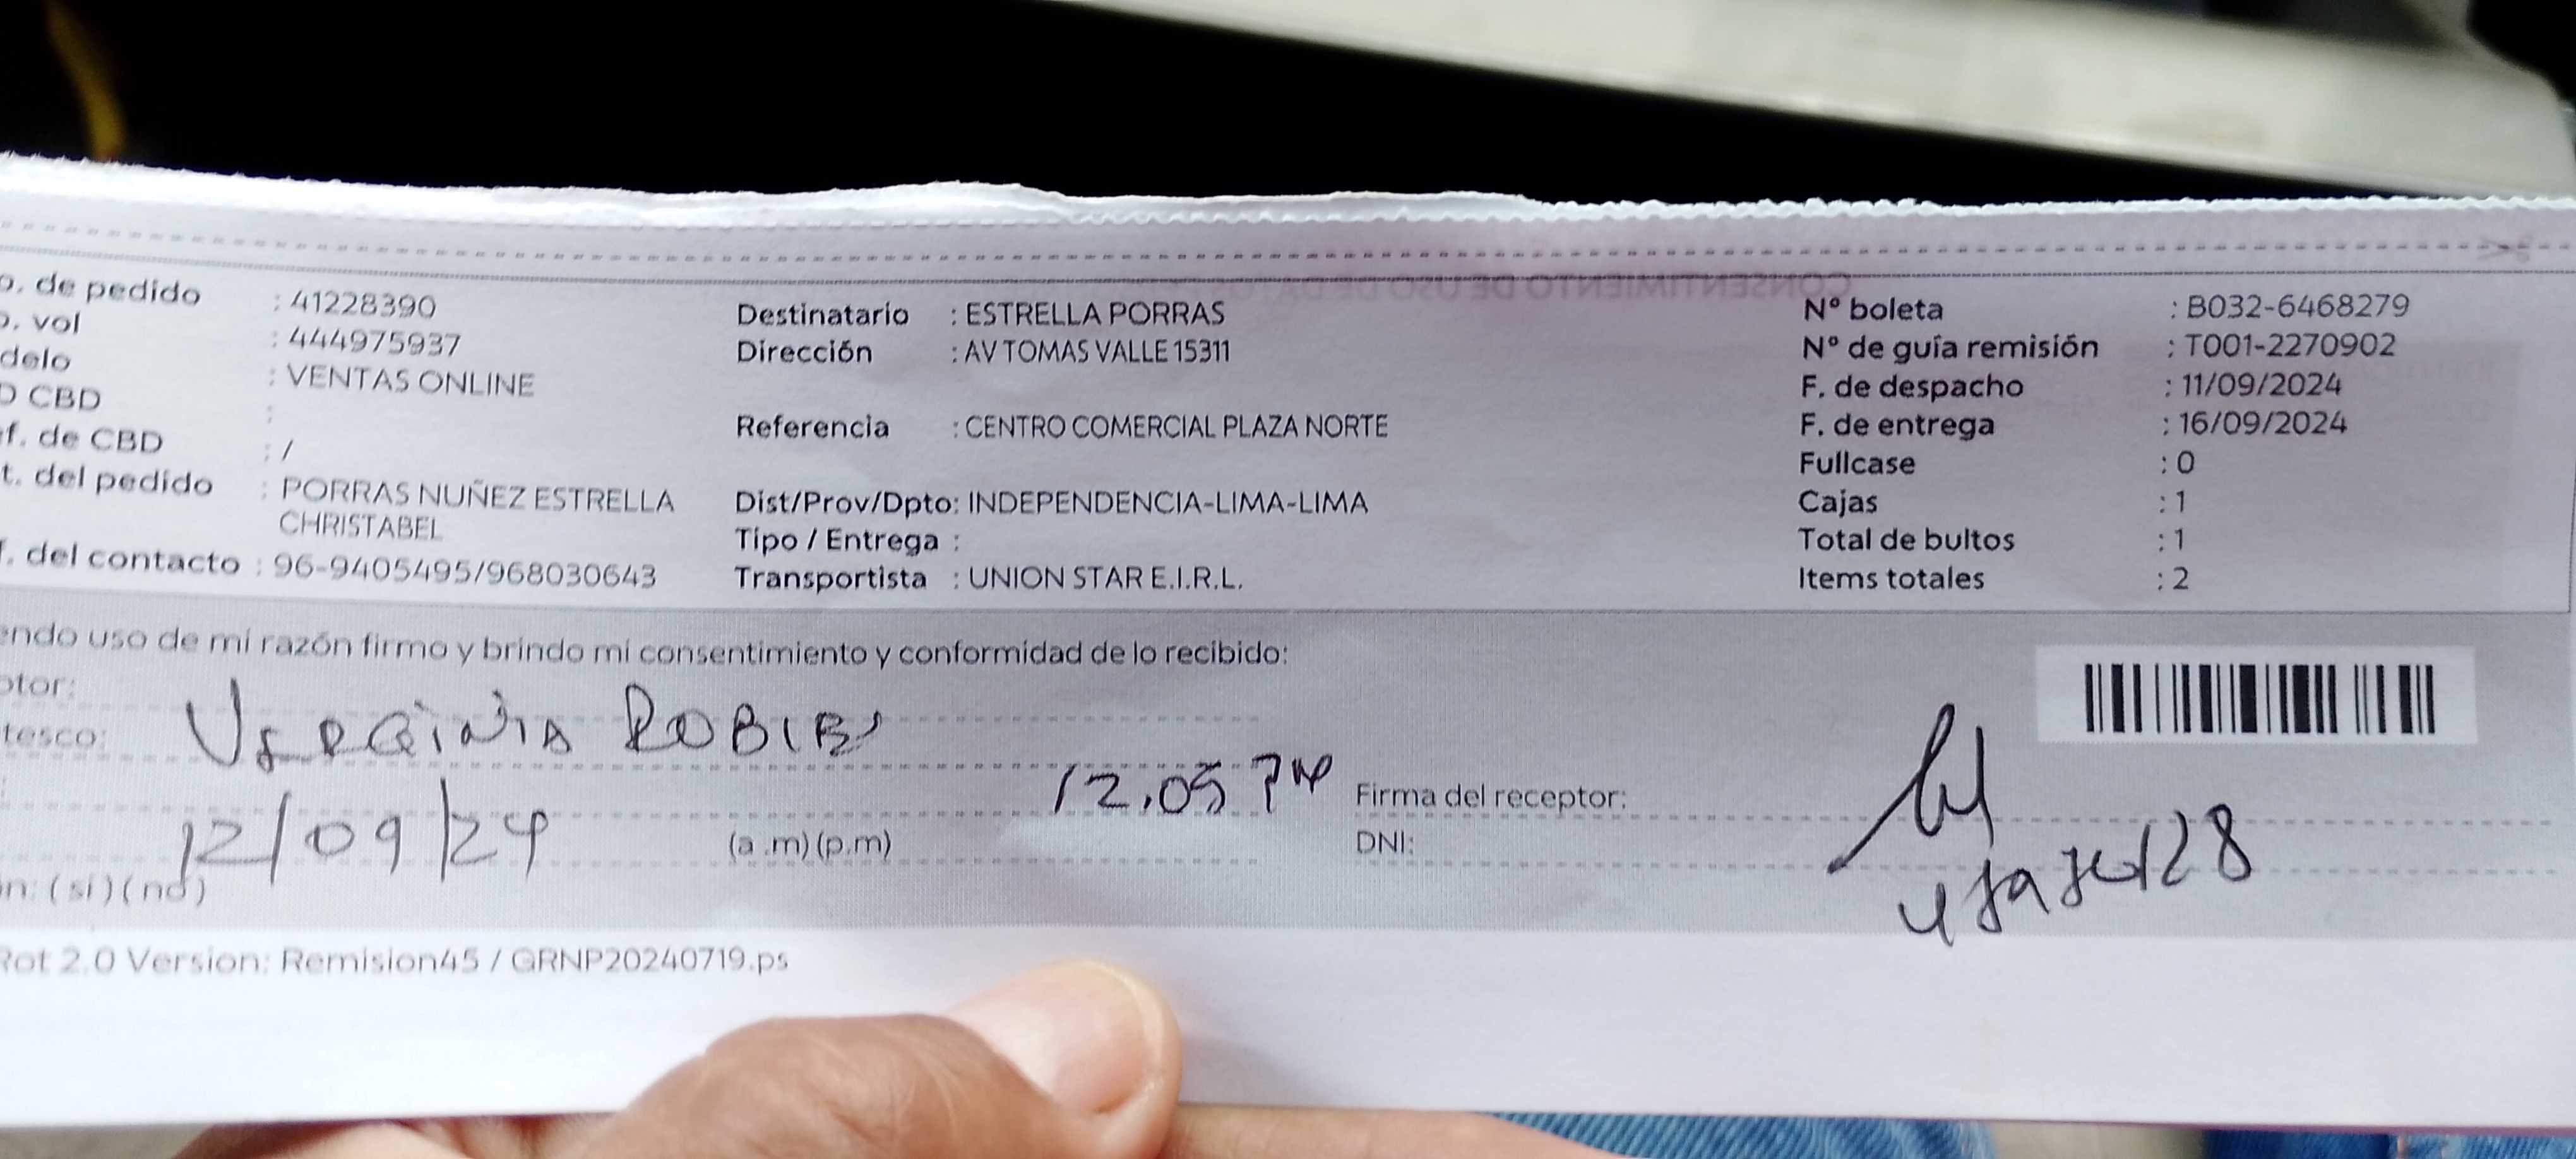 o. de pedido : 41228390
o. vol : 444975937
delo : VENTAS ONLINE
D CBD :
ef. de CBD : /
t. del pedido : PORRAS NUÑEZ ESTRELLA
CHRISTABEL
f. del contacto : 96-9405495/968030643
Destinatario : ESTRELLA PORRAS
Dirección : AV TOMAS VALLE 15311
Referencia : CENTRO COMERCIAL PLAZA NORTE
Dist/Prov/Dpto: INDEPENDENCIA-LIMA-LIMA
Tipo / Entrega :
Transportista : UNION STAR E.I.R.L.
N° boleta : B032-6468279
N° de guía remisión : T001-2270902
F. de despacho : 11/09/2024
F. de entrega : 16/09/2024
Fullcase : 0
Cajas : 1
Total de bultos : 1
Items totales : 2
endo uso de mi razón firmo y brindo mi consentimiento y conformidad de lo recibido:
ptor:
tesco:
12.05 PM
Firma del receptor:
12/09/24 (a .m) (p.m)
DNI:
n: ( si ) ( no )
Rot 2.0 Version: Remision45 / GRNP20240719.ps